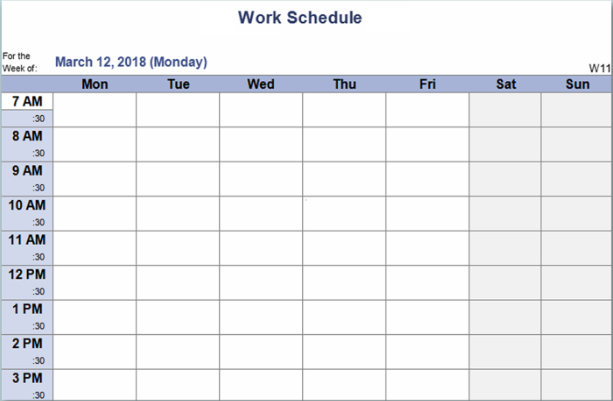 Work Schedule
For the
Week of:
March 12, 2018 (Monday)
W11
Mon Tue Wed Thu Fri Sat Sun
7 AM
:30
8 AM
:30
9 AM
:30
10 AM
:30
11 AM
:30
12 PM
:30
1 PM
:30
2 PM
:30
3 PM
:30